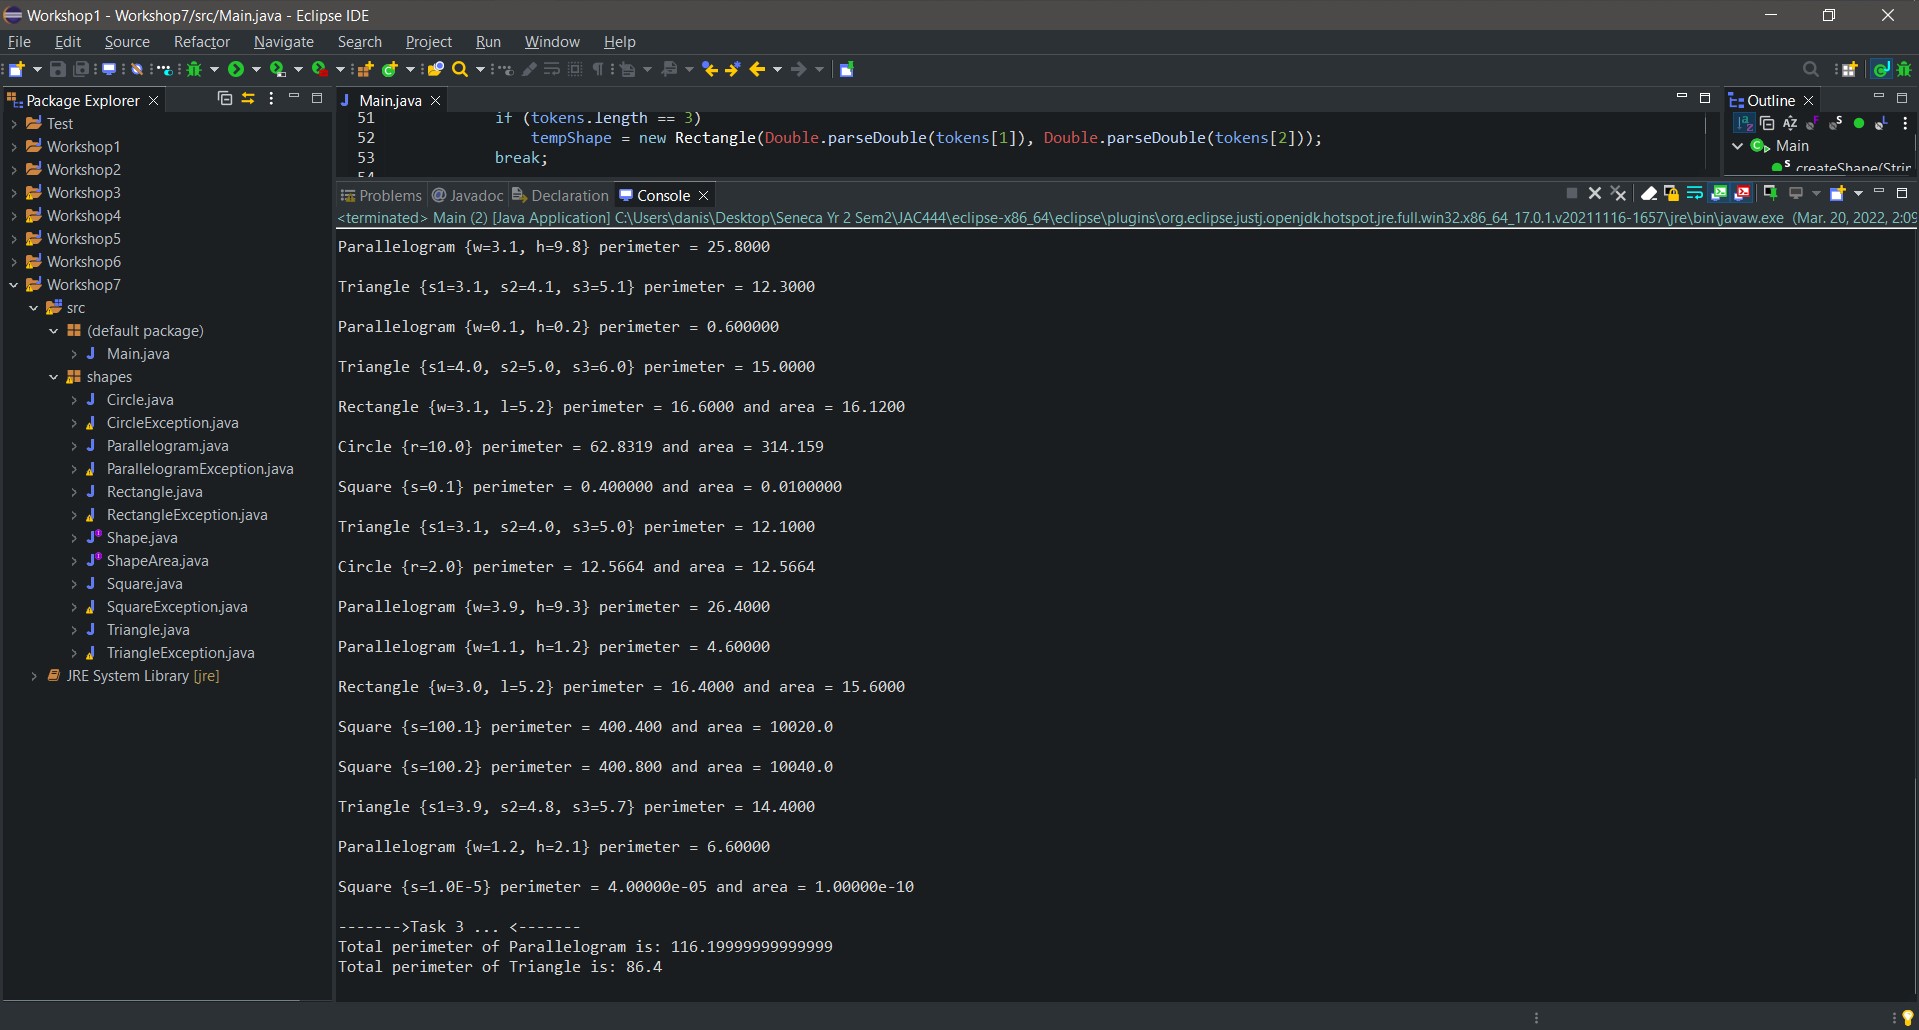 Workshop1 - Workshop7/src/Main.java - Eclipse IDE
File Edit Source Refactor Navigate Search Project Run Window Help
Package Explorer
Test
Workshop1
Workshop2
Workshop3
Workshop4
Workshop5
Workshop6
Workshop7
src
(default package)
Main.java
shapes
Circle.java
CircleException.java
Parallelogram.java
ParallelogramException.java
Rectangle.java
RectangleException.java
Shape.java
ShapeArea.java
Square.java
SquareException.java
Triangle.java
TriangleException.java
JRE System Library [jre]
Main.java
51 if (tokens.length == 3)
52 tempShape = new Rectangle(Double.parseDouble(tokens[1]), Double.parseDouble(tokens[2]));
53 break;
54
Outline
Main
createShape(Strin
Problems Javadoc Declaration Console
<terminated> Main (2) [Java Application] C:\Users\danis\Desktop\Seneca Yr 2 Sem2\JAC444\eclipse-x86_64\eclipse\plugins\org.eclipse.justj.openjdk.hotspot.jre.full.win32.x86_64_17.0.1.v20211116-1657\jre\bin\javaw.exe (Mar. 20, 2022, 2:09
Parallelogram {w=3.1, h=9.8} perimeter = 25.8000
Triangle {s1=3.1, s2=4.1, s3=5.1} perimeter = 12.3000
Parallelogram {w=0.1, h=0.2} perimeter = 0.600000
Triangle {s1=4.0, s2=5.0, s3=6.0} perimeter = 15.0000
Rectangle {w=3.1, l=5.2} perimeter = 16.6000 and area = 16.1200
Circle {r=10.0} perimeter = 62.8319 and area = 314.159
Square {s=0.1} perimeter = 0.400000 and area = 0.0100000
Triangle {s1=3.1, s2=4.0, s3=5.0} perimeter = 12.1000
Circle {r=2.0} perimeter = 12.5664 and area = 12.5664
Parallelogram {w=3.9, h=9.3} perimeter = 26.4000
Parallelogram {w=1.1, h=1.2} perimeter = 4.60000
Rectangle {w=3.0, l=5.2} perimeter = 16.4000 and area = 15.6000
Square {s=100.1} perimeter = 400.400 and area = 10020.0
Square {s=100.2} perimeter = 400.800 and area = 10040.0
Triangle {s1=3.9, s2=4.8, s3=5.7} perimeter = 14.4000
Parallelogram {w=1.2, h=2.1} perimeter = 6.60000
Square {s=1.0E-5} perimeter = 4.00000e-05 and area = 1.00000e-10
------->Task 3 ... <-------
Total perimeter of Parallelogram is: 116.19999999999999
Total perimeter of Triangle is: 86.4